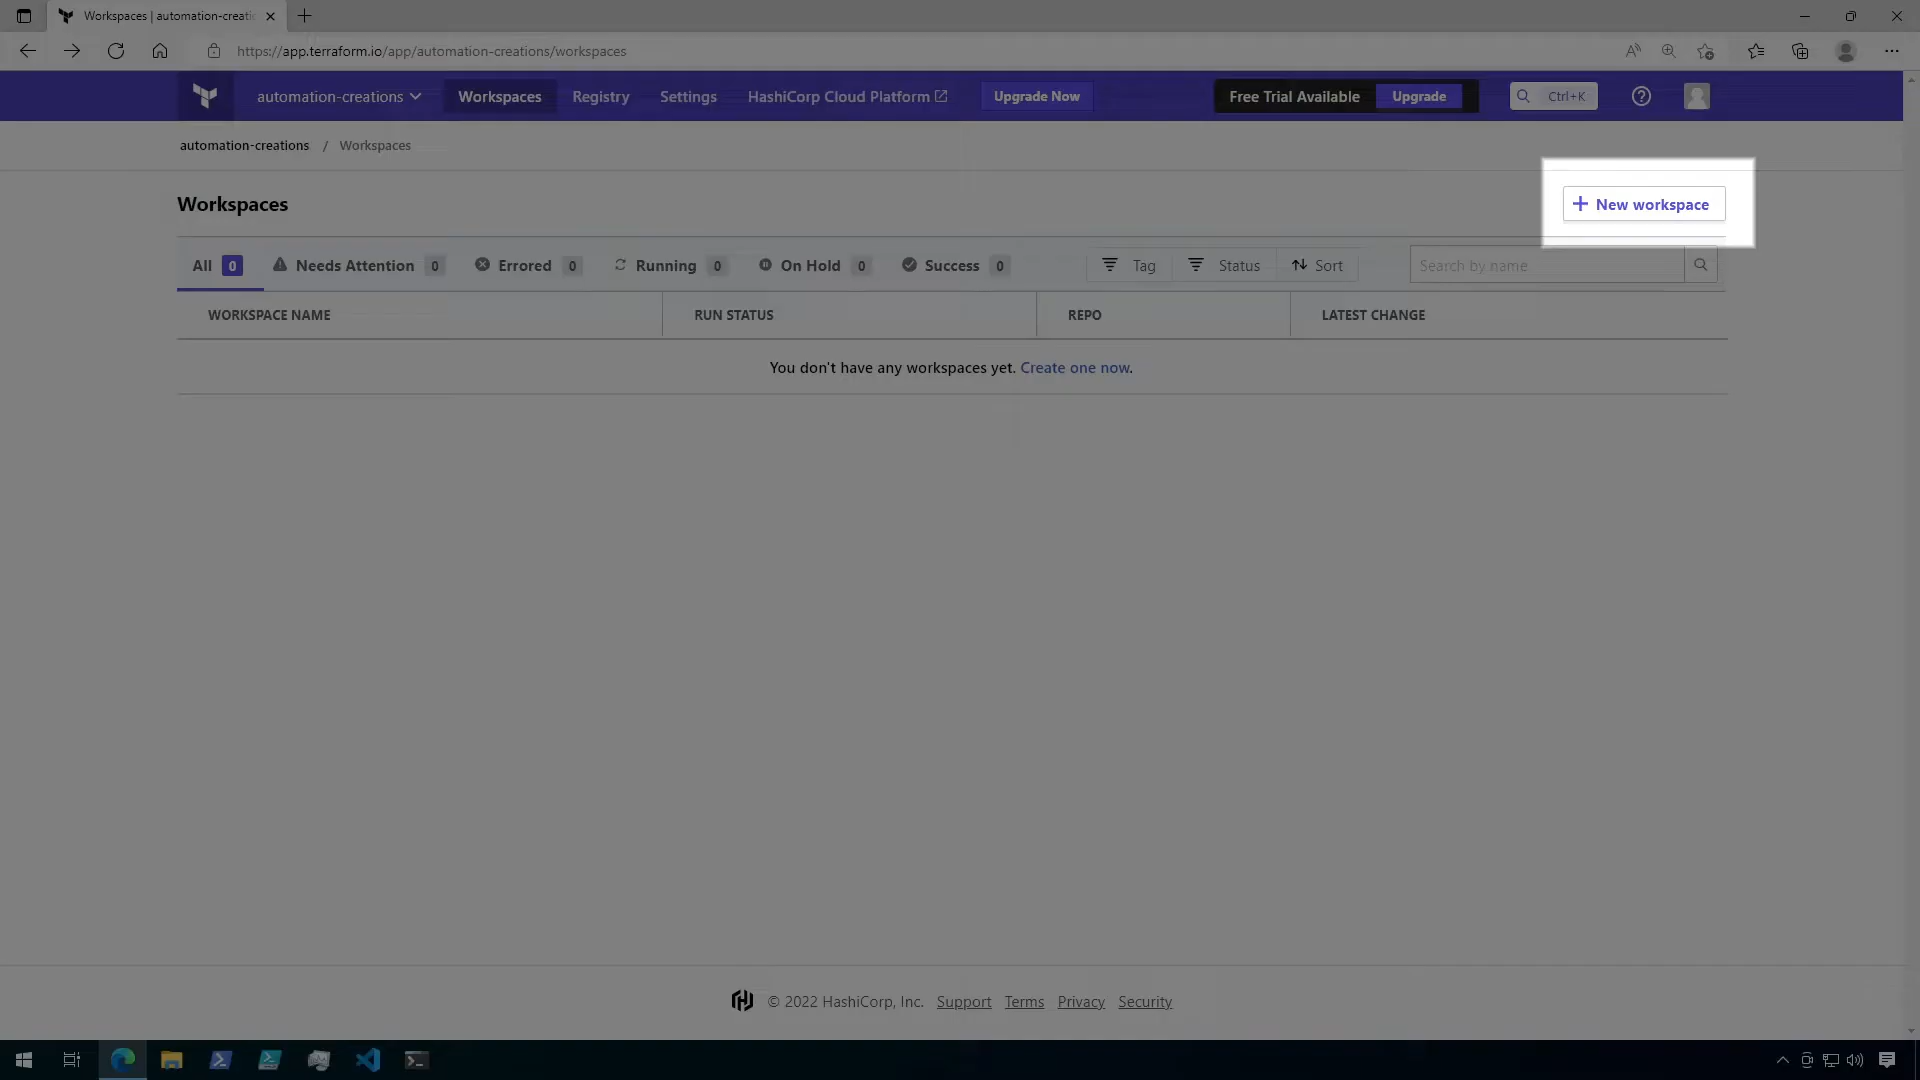 Workspaces | automation-creatio
https://app.terraform.io/app/automation-creations/workspaces
automation-creations Workspaces Registry Settings HashiCorp Cloud Platform Upgrade Now Free Trial Available Upgrade Ctrl+K
automation-creations / Workspaces
Workspaces
+ New workspace
All 0 Needs Attention 0 Errored 0 Running 0 On Hold 0 Success 0 Tag Status Sort Search by name
WORKSPACE NAME RUN STATUS REPO LATEST CHANGE
You don't have any workspaces yet. Create one now.
© 2022 HashiCorp, Inc. Support Terms Privacy Security